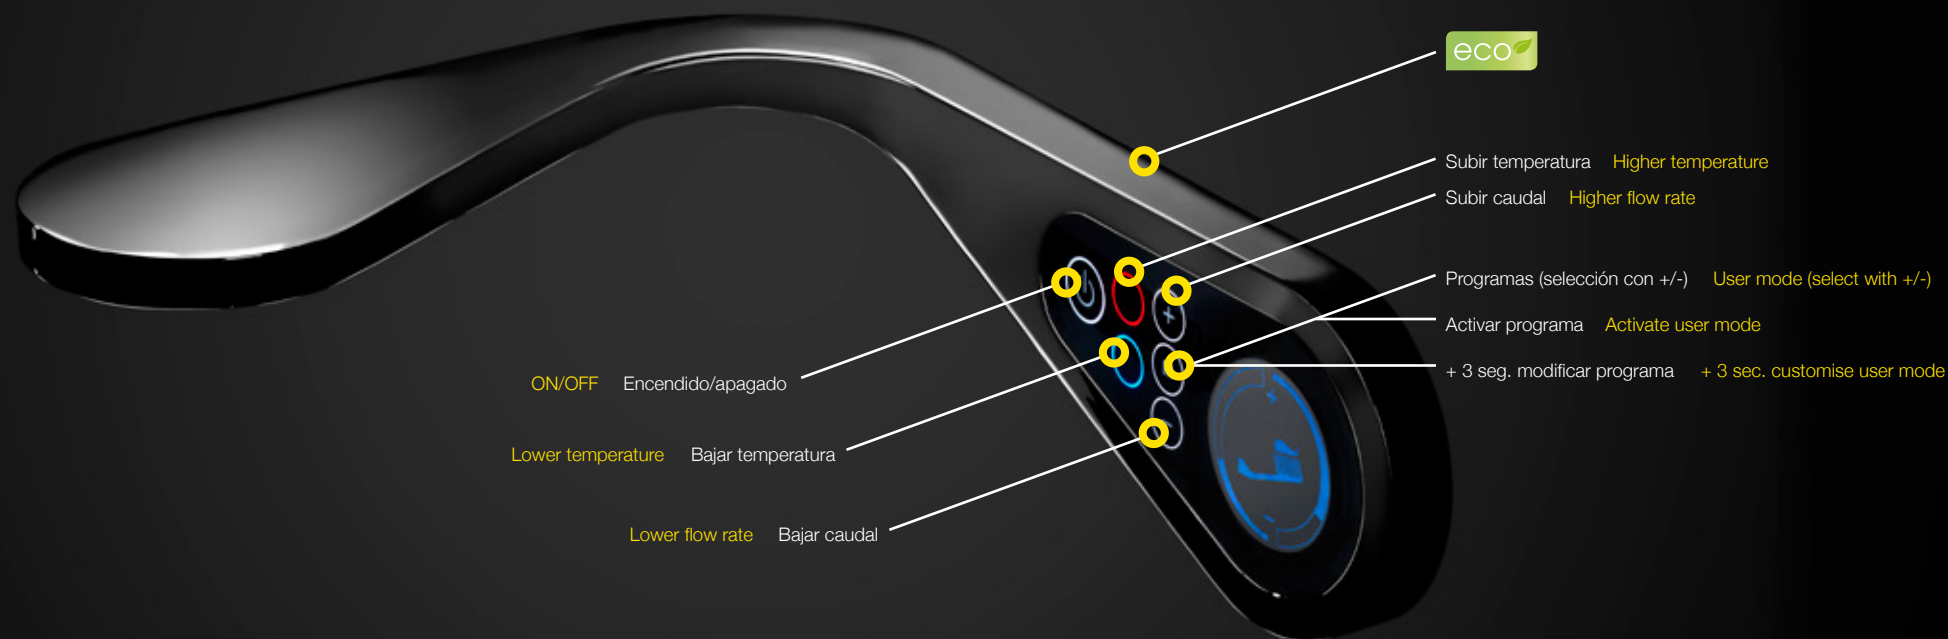 eco
Subir temperatura Higher temperature
Subir caudal Higher flow rate
Programas (selección con +/-) User mode (select with +/-)
Activar programa Activate user mode
+ 3 seg. modificar programa + 3 sec. customise user mode
ON/OFF Encendido/apagado
Lower temperature Bajar temperatura
Lower flow rate Bajar caudal